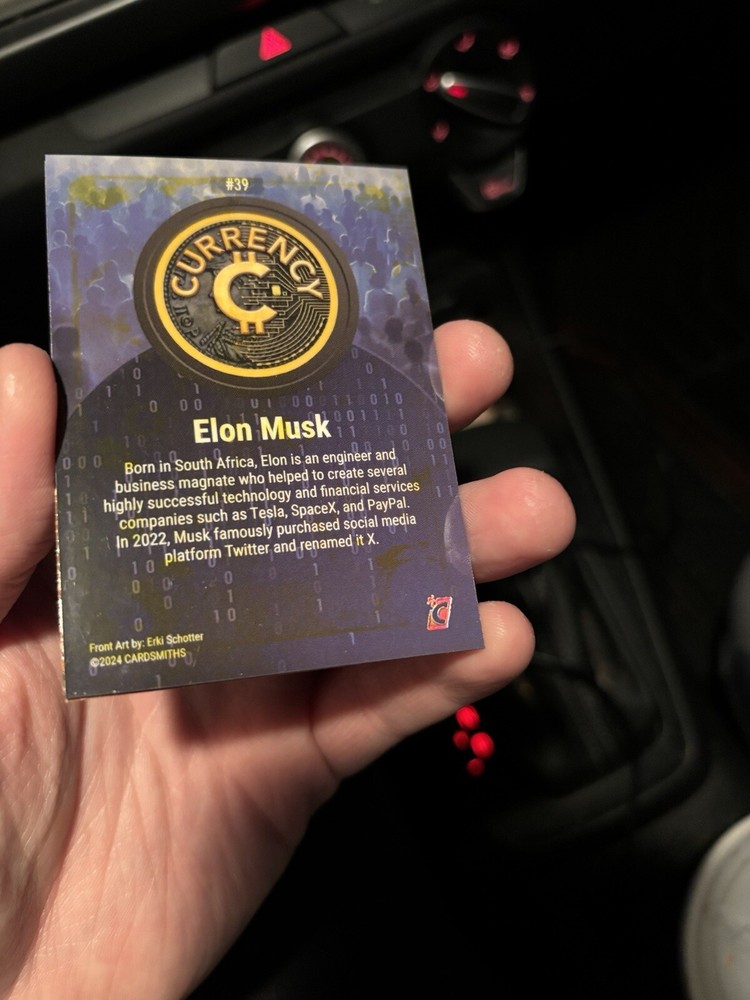 #39
CURRENCY
Elon Musk
Born in South Africa, Elon is an engineer and
business magnate who helped to create several
highly successful technology and financial services
companies such as Tesla, SpaceX, and PayPal.
In 2022, Musk famously purchased social media
platform Twitter and renamed it X.
Front Art by: Erki Schotter
©2024 CARDSMITHS